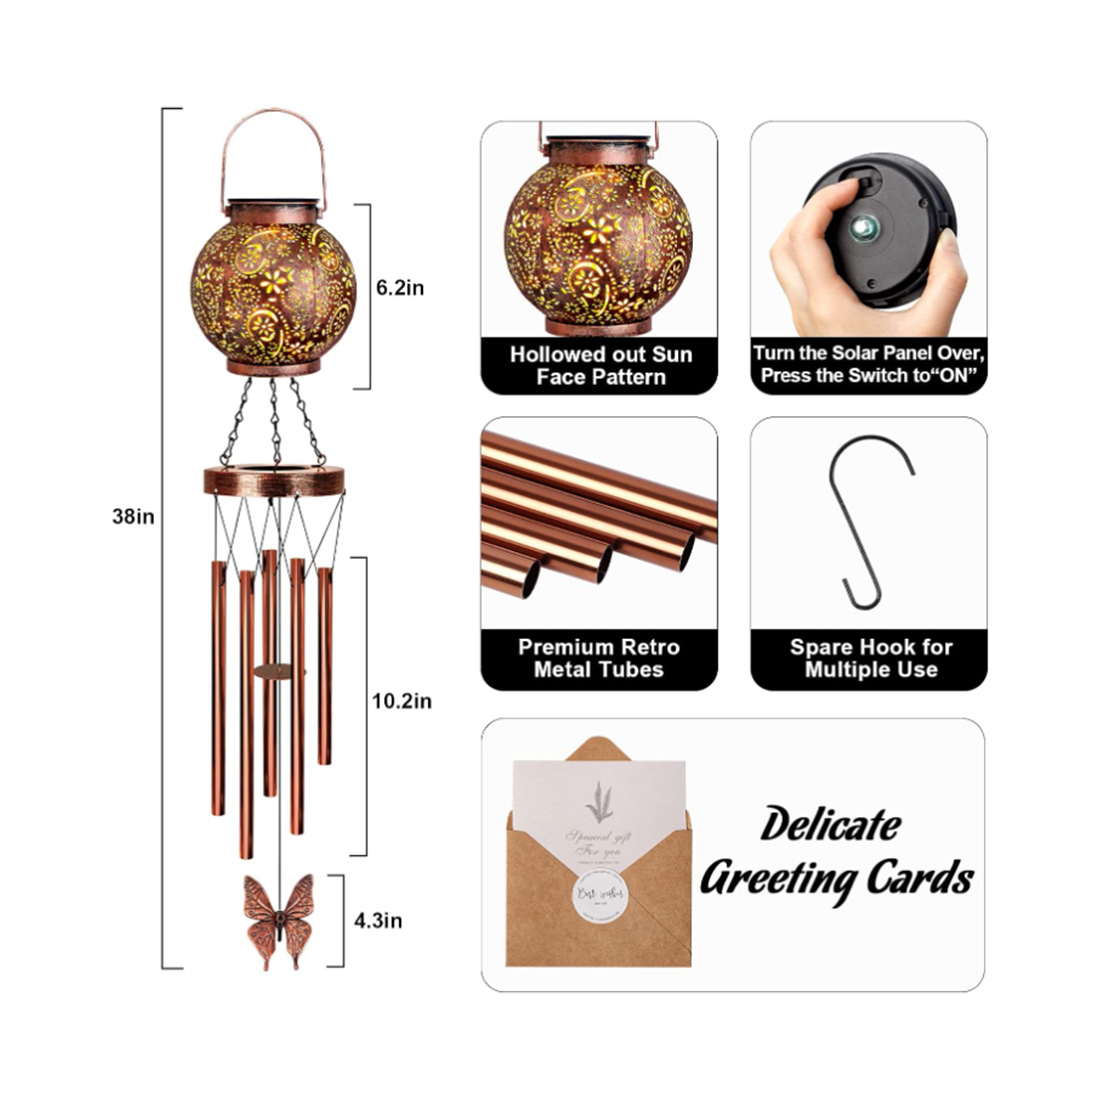 38in
6.2in
10.2in
4.3in
Hollowed out Sun
Face Pattern
Turn the Solar Panel Over,
Press the Switch to“ON”
Premium Retro
Metal Tubes
Spare Hook for
Multiple Use
Spesecial gift
For you
Best wishes
Delicate
Greeting Cards